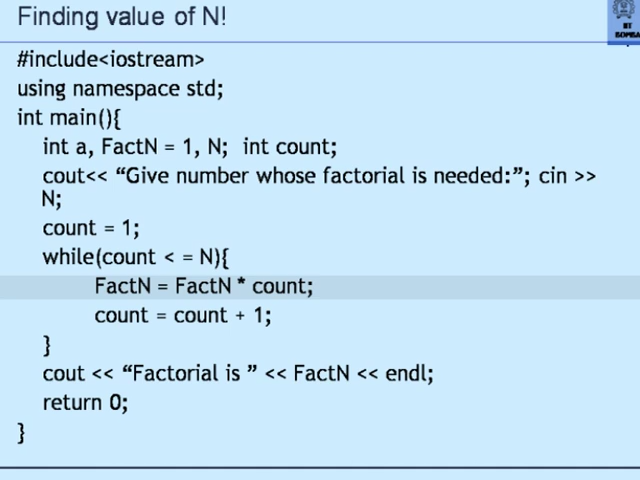 Finding value of N!
IIT
BOMBAY
#include<iostream>
using namespace std;
int main(){
int a, FactN = 1, N;  int count;
cout<< “Give number whose factorial is needed:”; cin >>
N;
count = 1;
while(count < = N){
FactN = FactN * count;
count = count + 1;
}
cout << “Factorial is ” << FactN << endl;
return 0;
}